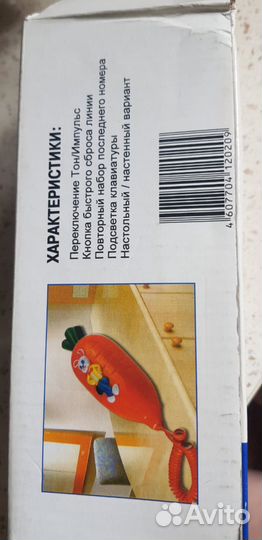 ХАРАКТЕРИСТИКИ:
Переключение Тон/Импульс
Кнопка быстрого сброса линии
Повторный набор последнего номера
Подсветка клавиатуры
Настольный / настенный вариант
4 607704 120209
Avito